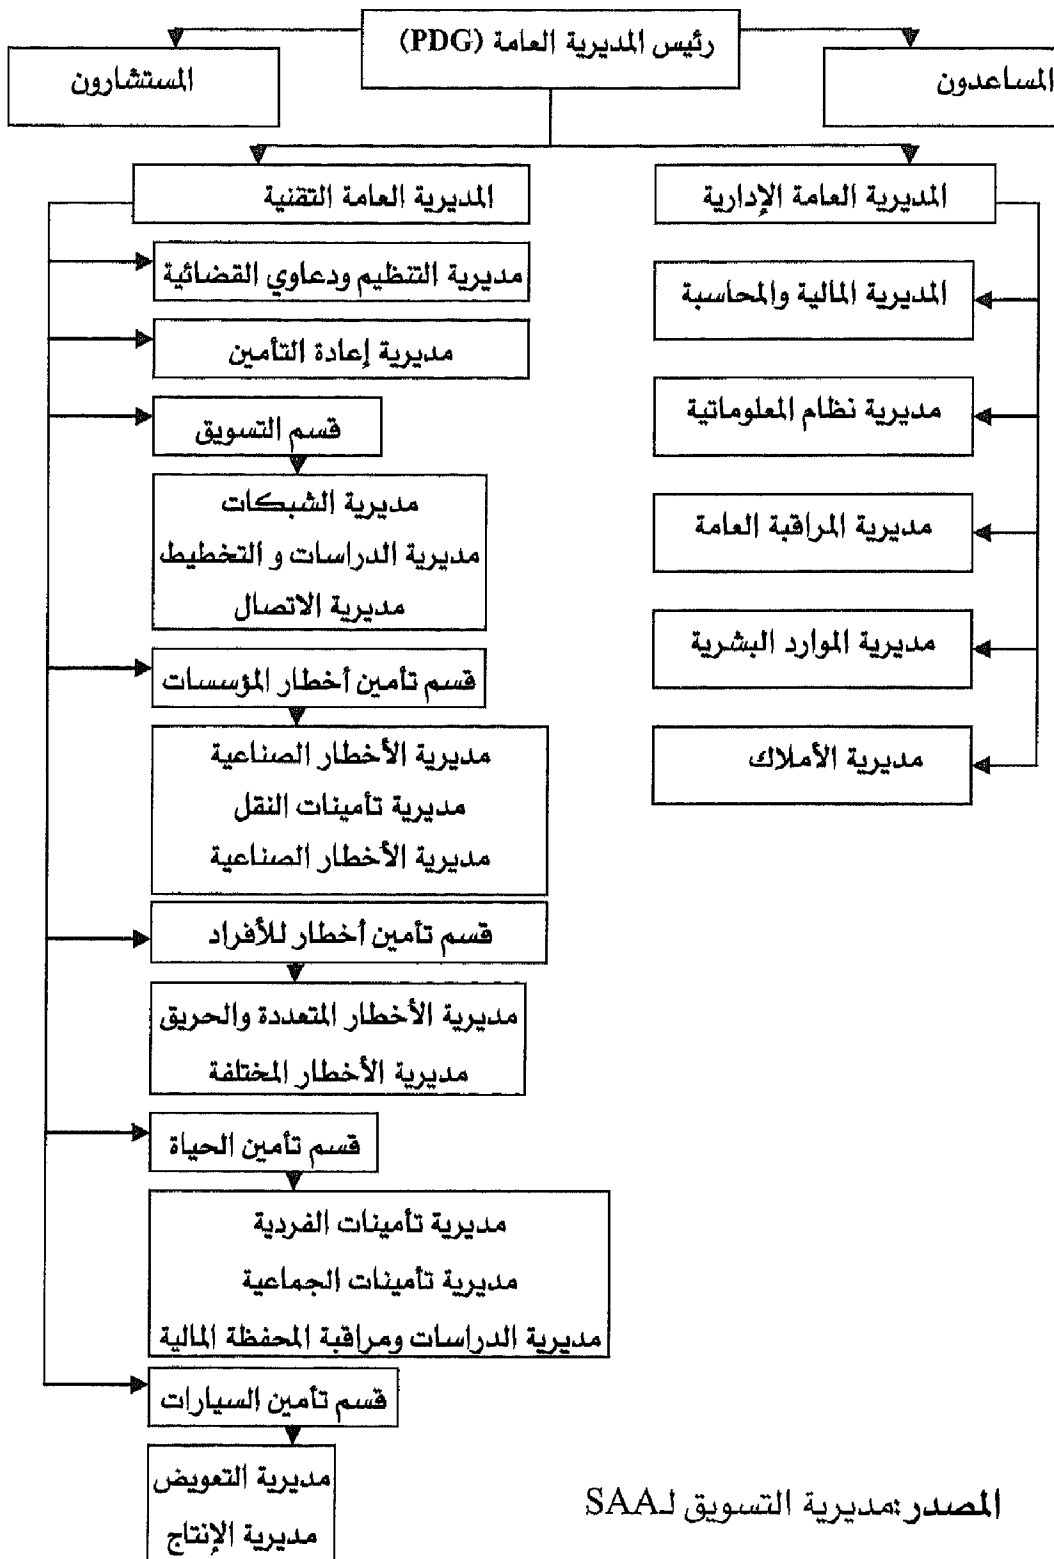 رئيس المديرية العامة (PDG)
المساعدون
المستشارون
المديرية العامة الإدارية
المديرية المالية والمحاسبة
مديرية نظام المعلوماتية
مديرية المراقبة العامة
مديرية الموارد البشرية
مديرية الأملاك
المديرية العامة التقنية
مديرية التنظيم ودعاوي القضائية
مديرية إعادة التأمين
قسم التسويق
مديرية الشبكات
مديرية الدراسات و التخطيط
مديرية الاتصال
قسم تأمين أخطار المؤسسات
مديرية الأخطار الصناعية
مديرية تأمينات النقل
مديرية الأخطار الصناعية
قسم تأمين أخطار للأفراد
مديرية الأخطار المتعددة والحريق
مديرية الأخطار المختلفة
قسم تأمين الحياة
مديرية تأمينات الفردية
مديرية تأمينات الجماعية
مديرية الدراسات ومراقبة المحفظة المالية
قسم تأمين السيارات
مديرية التعويض
مديرية الإنتاج
المصدر:مديرية التسويق لـSAA